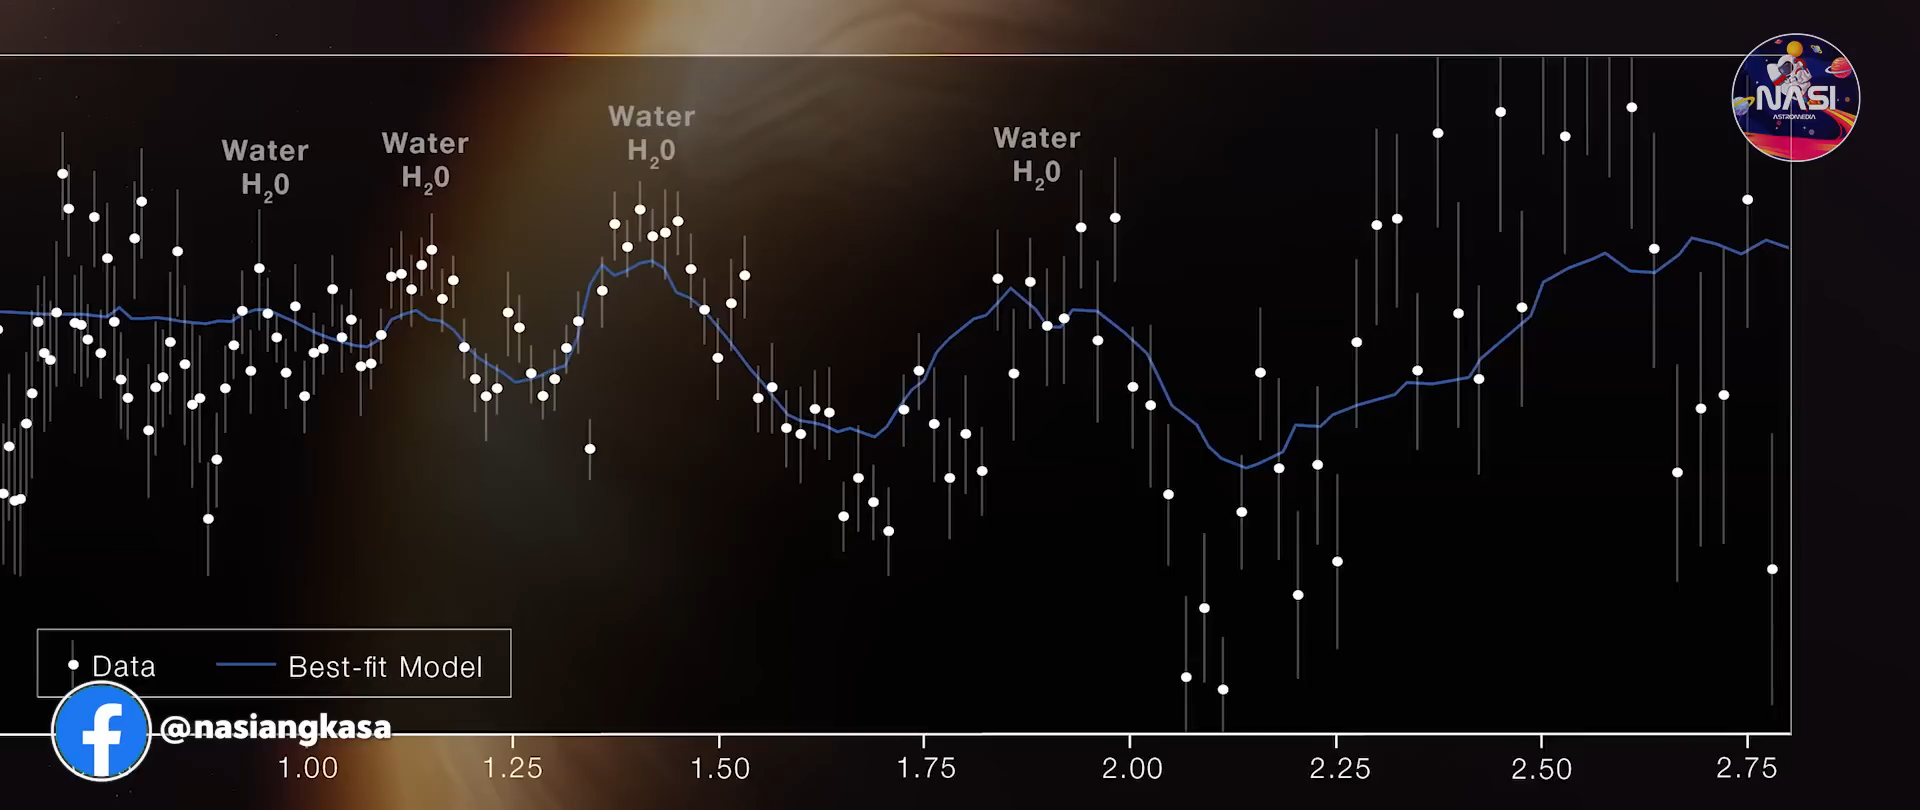 Water
H₂0
Water
H₂0
Water
H₂0
Water
H₂0
NASI
ASTROMEDIA
Data
Best-fit Model
@nasiangkasa
1.00 1.25 1.50 1.75 2.00 2.25 2.50 2.75